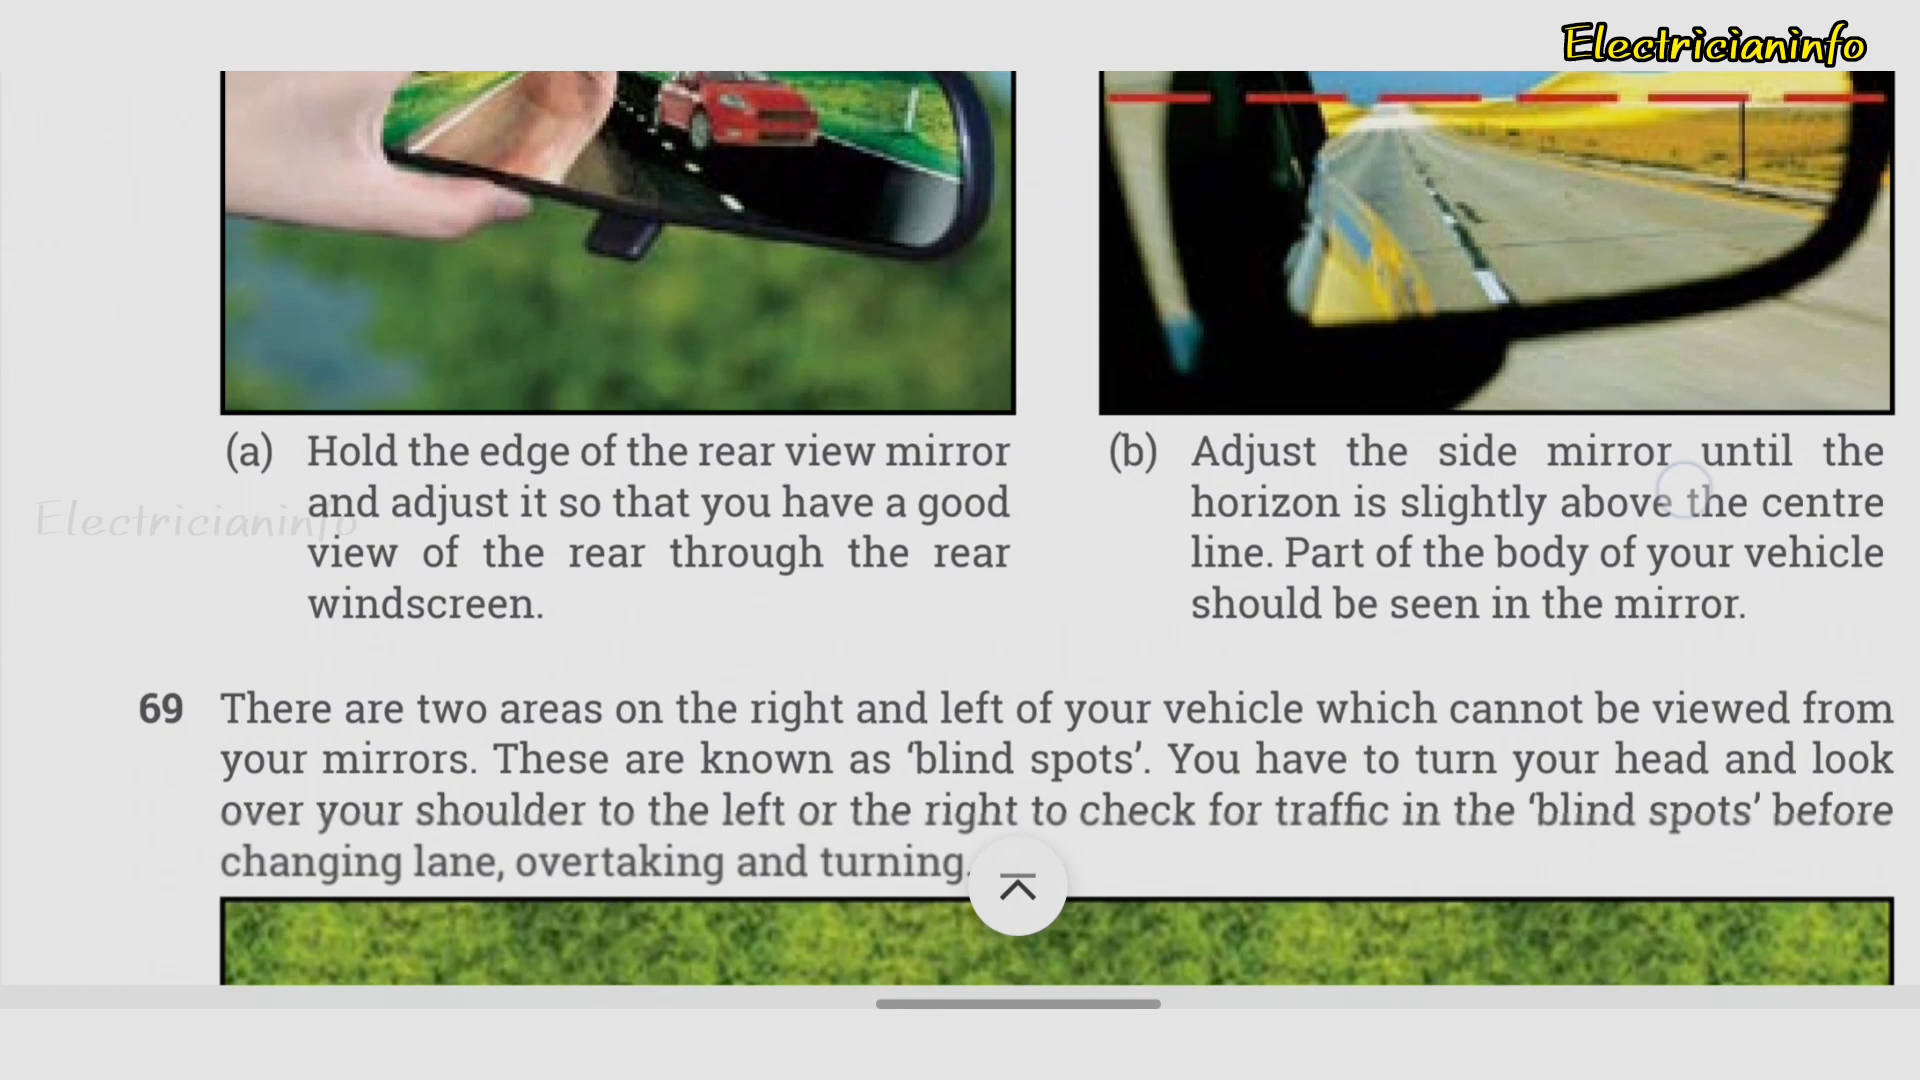 Electricianinfo
(a) Hold the edge of the rear view mirror
and adjust it so that you have a good
view of the rear through the rear
windscreen.
(b) Adjust the side mirror until the
horizon is slightly above the centre
line. Part of the body of your vehicle
should be seen in the mirror.
Electricianinfo
69 There are two areas on the right and left of your vehicle which cannot be viewed from
your mirrors. These are known as ‘blind spots’. You have to turn your head and look
over your shoulder to the left or the right to check for traffic in the ‘blind spots’ before
changing lane, overtaking and turning.